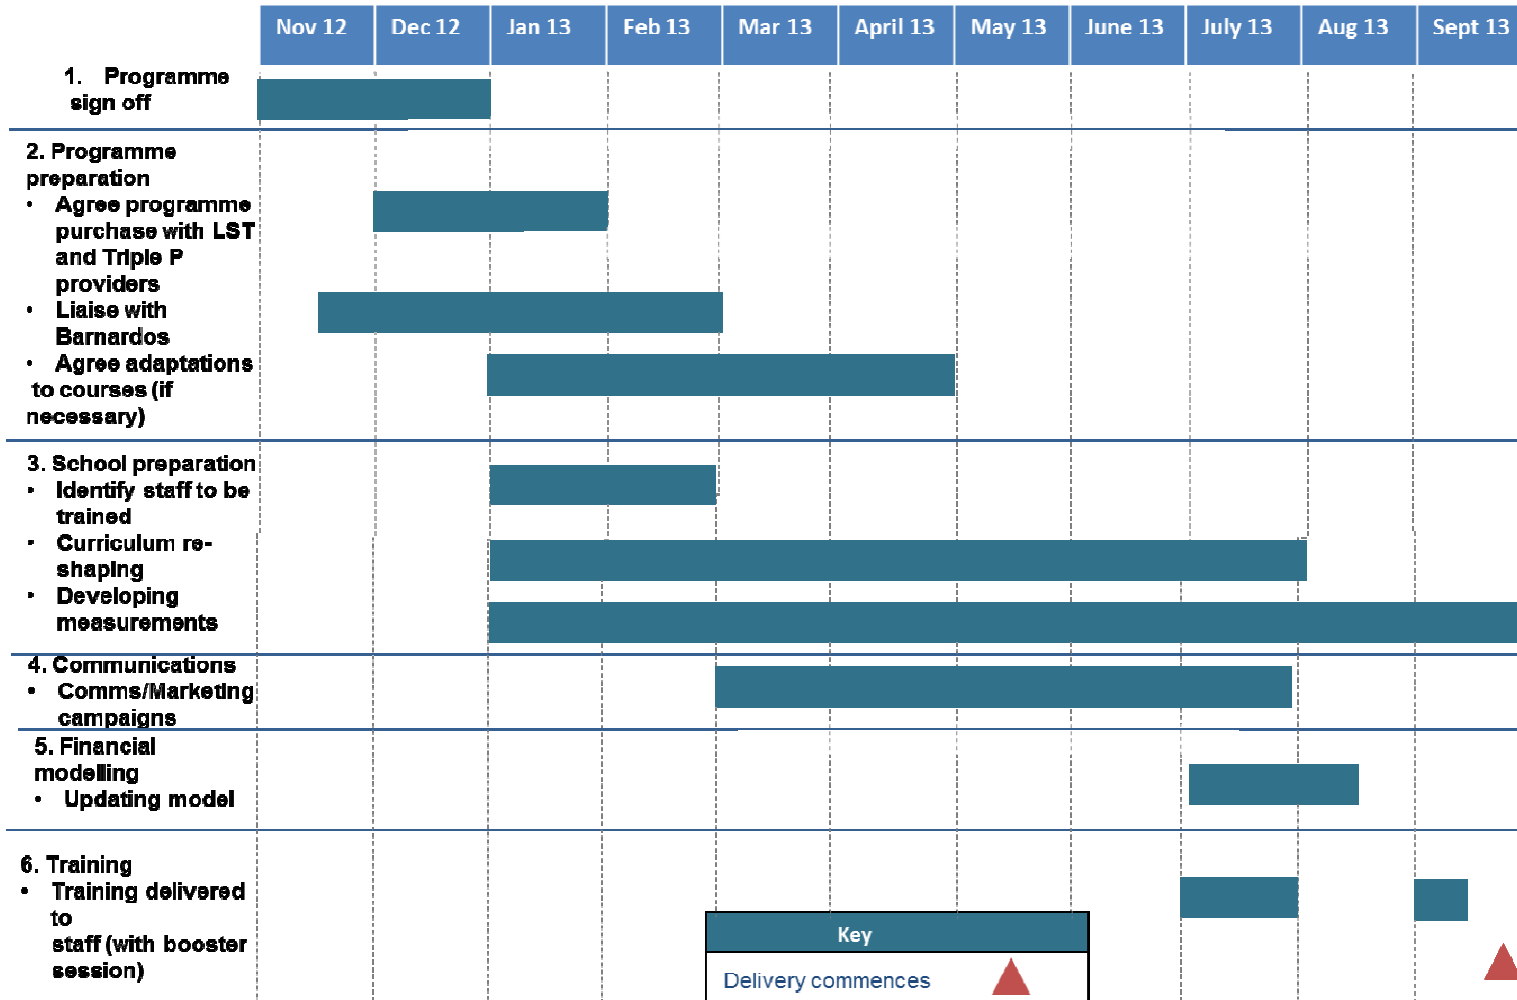 Nov 12 Dec 12 Jan 13 Feb 13 Mar 13 April 13 May 13 June 13 July 13 Aug 13 Sept 13
1. Programme
sign off
2. Programme
preparation
• Agree programme
purchase with LST
and Triple P
providers
• Liaise with
Barnardos
• Agree adaptations
to courses (if
necessary)
3. School preparation
• Identify staff to be
trained
• Curriculum re-
shaping
• Developing
measurements
4. Communications
• Comms/Marketing
campaigns
5. Financial
modelling
• Updating model
6. Training
• Training delivered
to
staff (with booster
session)
Key
Delivery commences